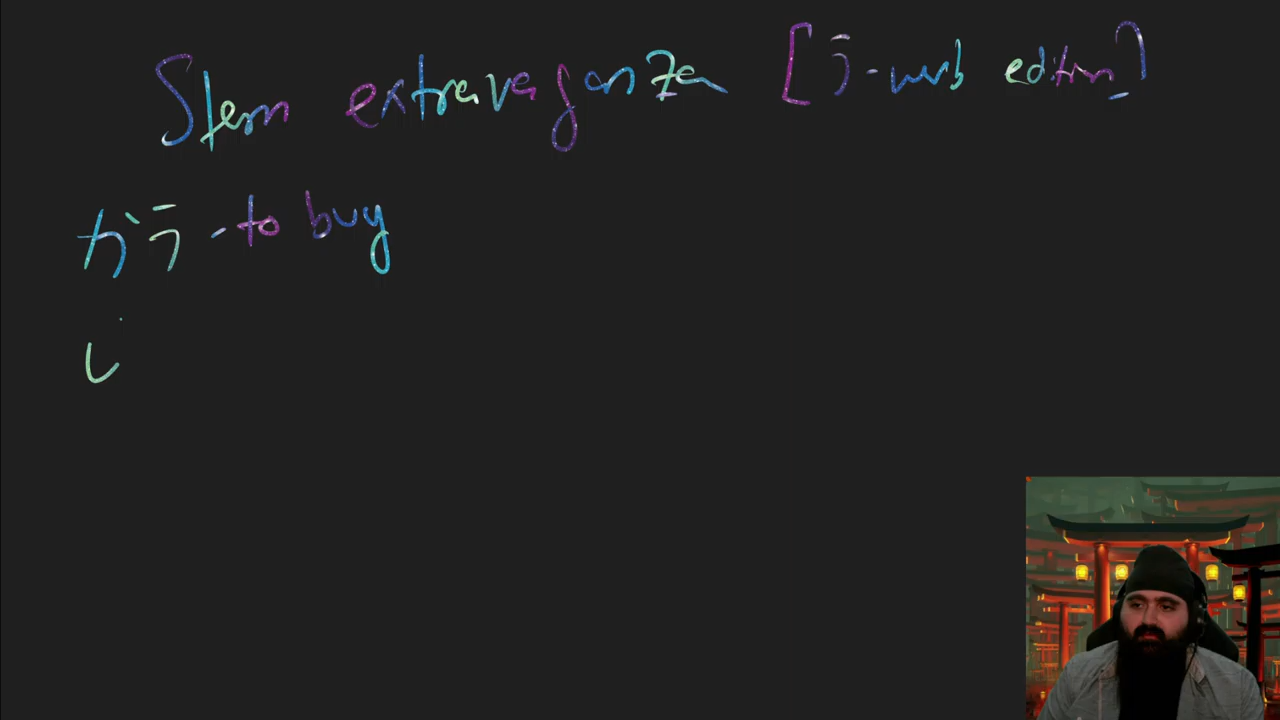 Stem extravaganza [う-verb edition]
かう - to buy
し